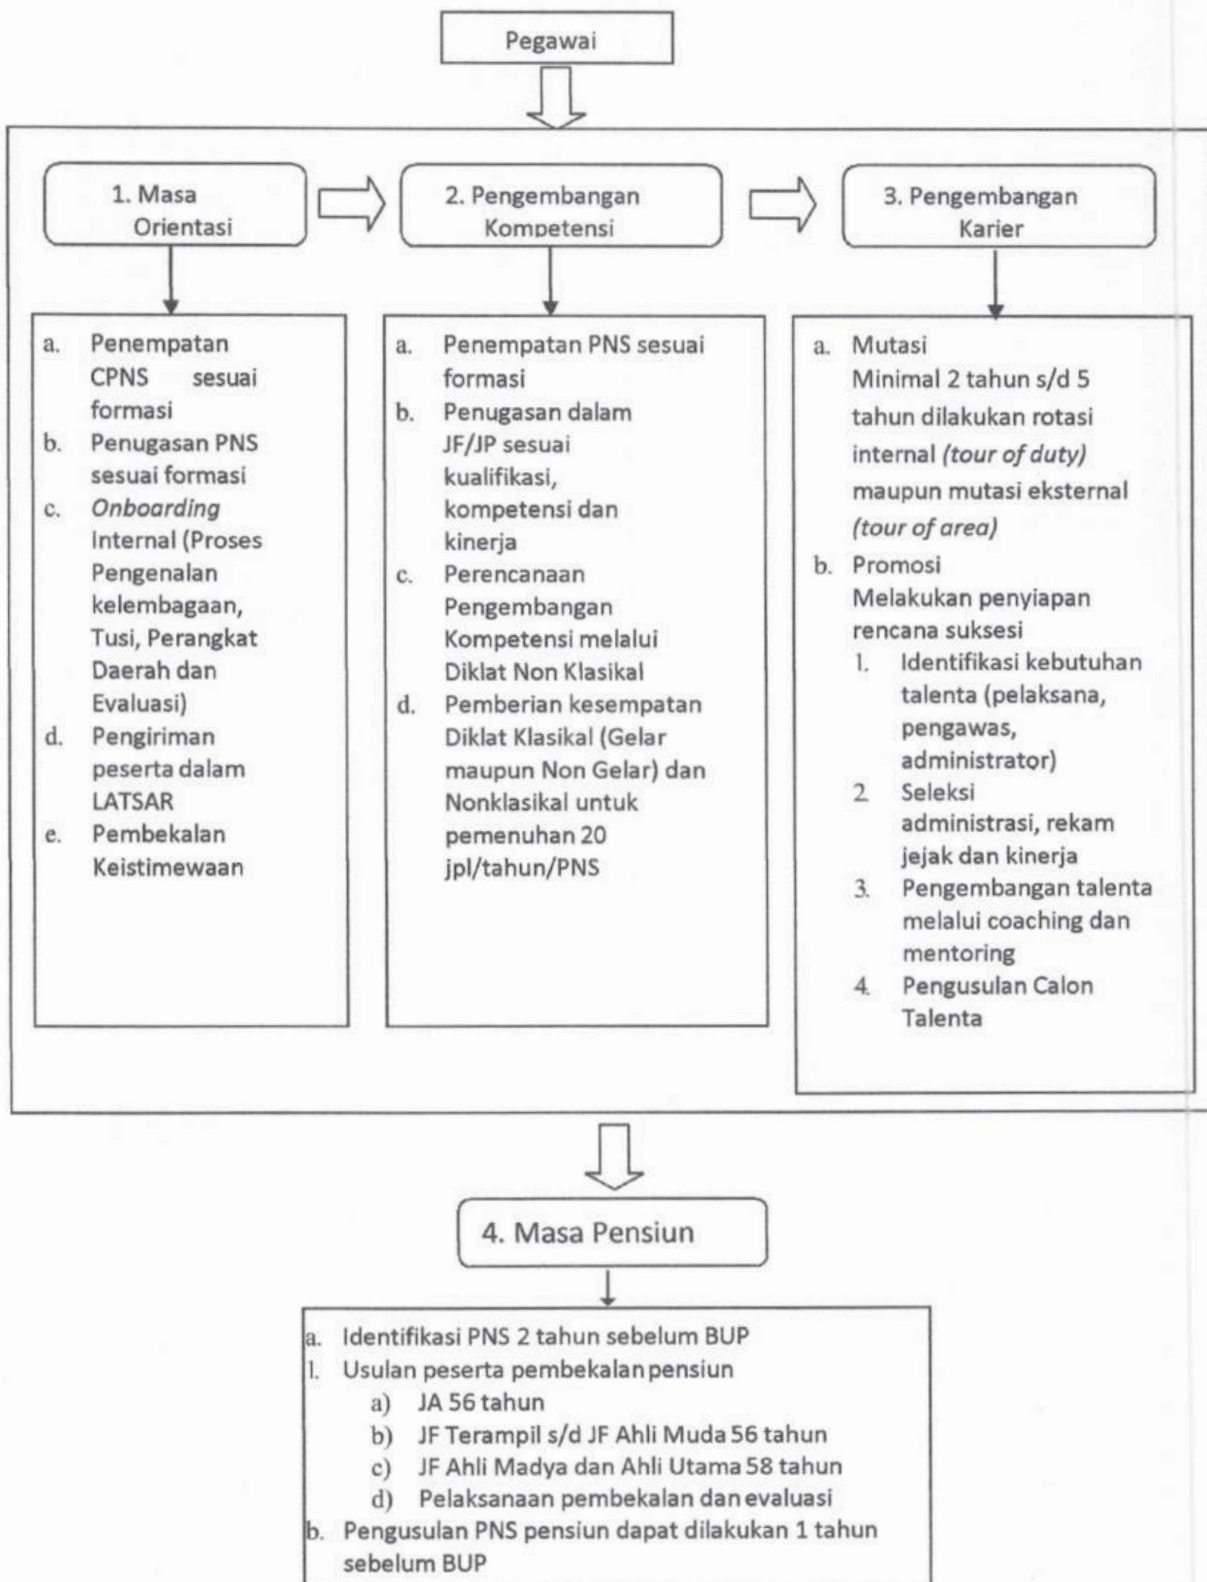 Pegawai
1. Masa
Orientasi
2. Pengembangan
Kompetensi
3. Pengembangan
Karier
a. Penempatan
CPNS sesuai
formasi
b. Penugasan PNS
sesuai formasi
c. Onboarding
Internal (Proses
Pengenalan
kelembagaan,
Tusi, Perangkat
Daerah dan
Evaluasi)
d. Pengiriman
peserta dalam
LATSAR
e. Pembekalan
Keistimewaan
a. Penempatan PNS sesuai
formasi
b. Penugasan dalam
JF/JP sesuai
kualifikasi,
kompetensi dan
kinerja
c. Perencanaan
Pengembangan
Kompetensi melalui
Diklat Non Klasikal
d. Pemberian kesempatan
Diklat Klasikal (Gelar
maupun Non Gelar) dan
Nonklasikal untuk
pemenuhan 20
jpl/tahun/PNS
a. Mutasi
Minimal 2 tahun s/d 5
tahun dilakukan rotasi
internal (tour of duty)
maupun mutasi eksternal
(tour of area)
b. Promosi
Melakukan penyiapan
rencana suksesi
1. Identifikasi kebutuhan
talenta (pelaksana,
pengawas,
administrator)
2. Seleksi
administrasi, rekam
jejak dan kinerja
3. Pengembangan talenta
melalui coaching dan
mentoring
4. Pengusulan Calon
Talenta
4. Masa Pensiun
a. Identifikasi PNS 2 tahun sebelum BUP
1. Usulan peserta pembekalan pensiun
a) JA 56 tahun
b) JF Terampil s/d JF Ahli Muda 56 tahun
c) JF Ahli Madya dan Ahli Utama 58 tahun
d) Pelaksanaan pembekalan dan evaluasi
b. Pengusulan PNS pensiun dapat dilakukan 1 tahun
sebelum BUP